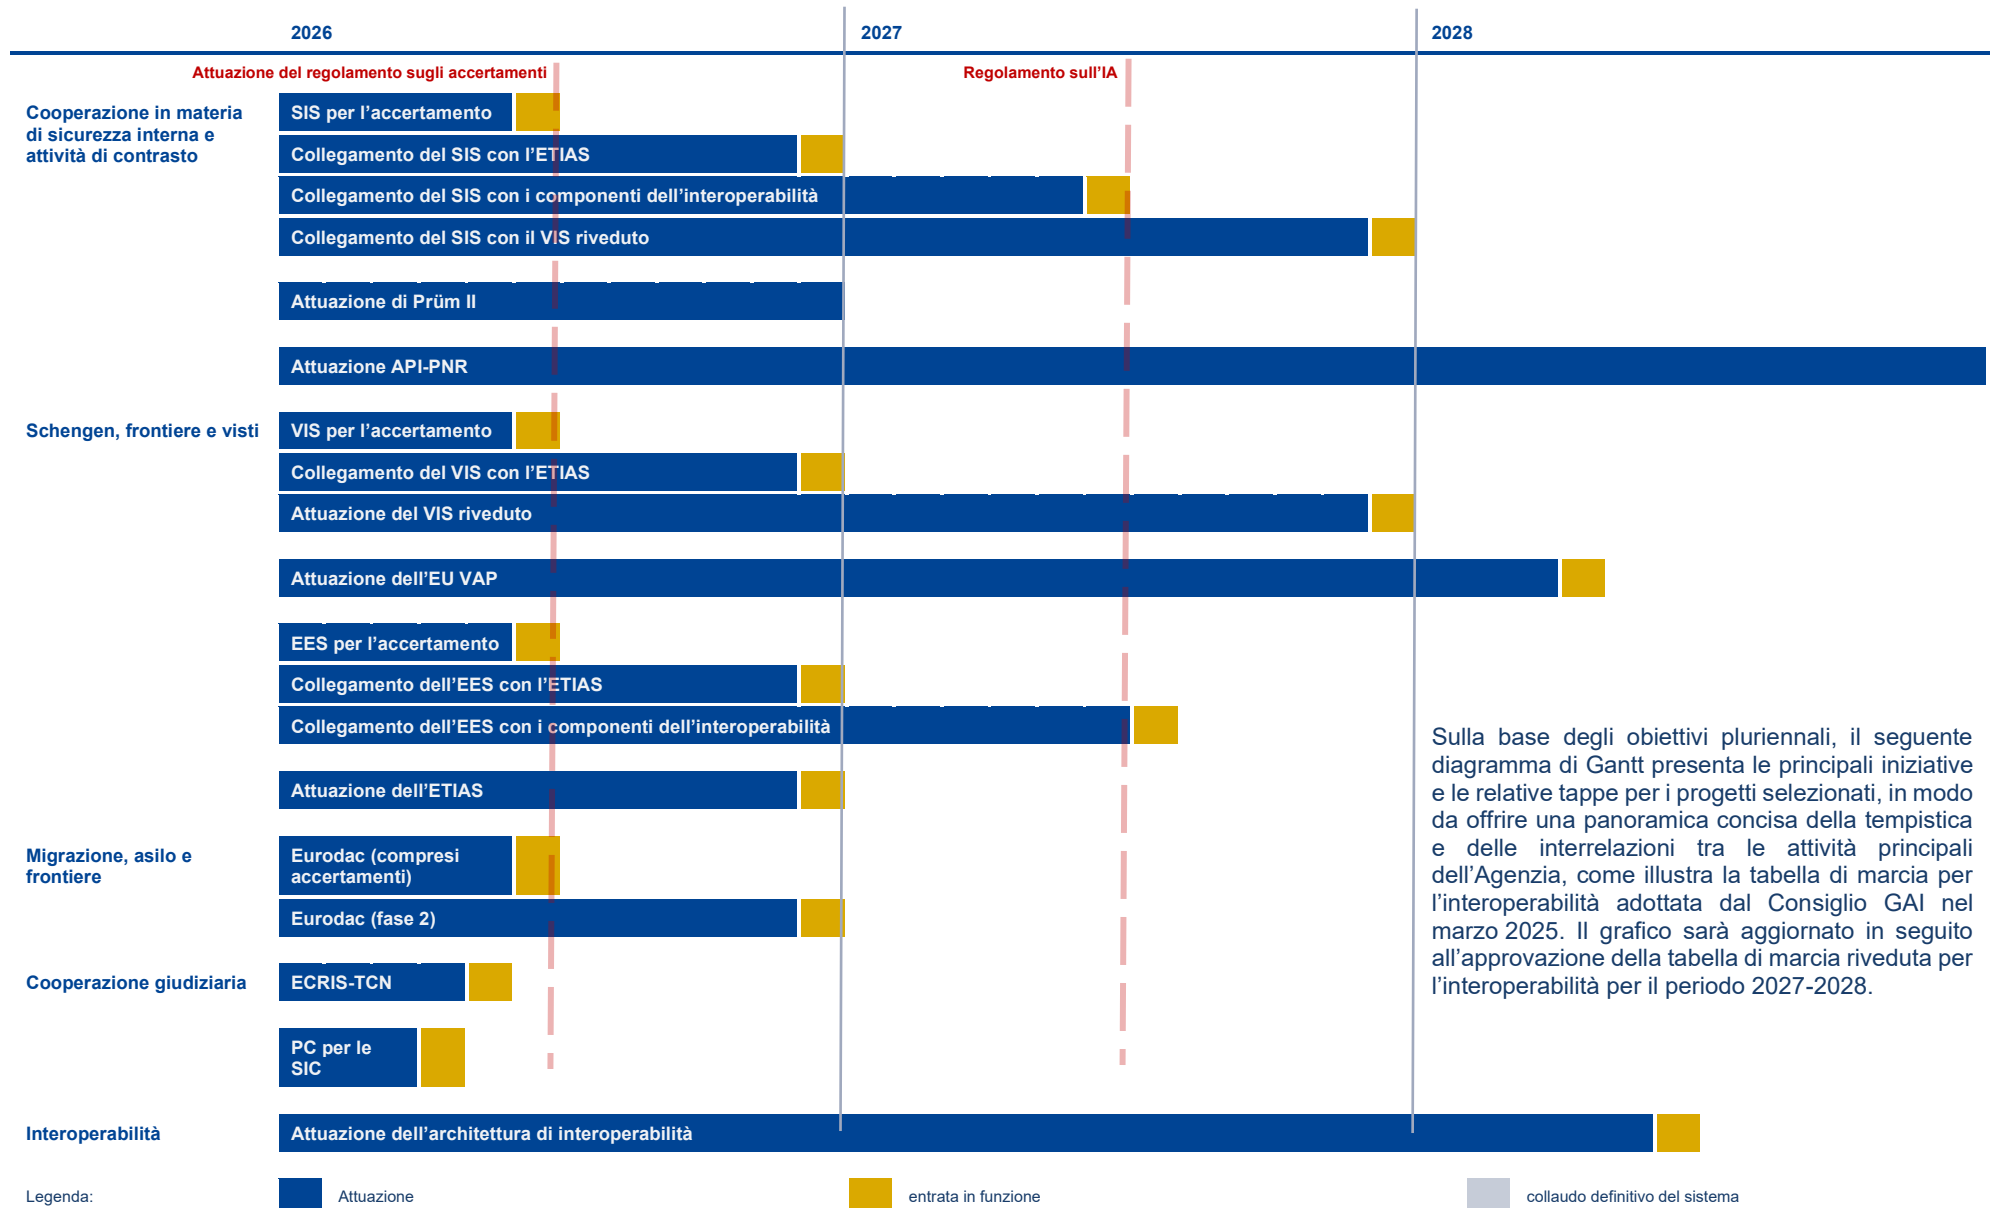 2026
2027
2028
Attuazione del regolamento sugli accertamenti
Regolamento sull’IA
Cooperazione in materia
di sicurezza interna e
attività di contrasto
SIS per l’accertamento
Collegamento del SIS con l’ETIAS
Collegamento del SIS con i componenti dell’interoperabilità
Collegamento del SIS con il VIS riveduto
Attuazione di Prüm II
Attuazione API-PNR
Schengen, frontiere e visti
VIS per l’accertamento
Collegamento del VIS con l’ETIAS
Attuazione del VIS riveduto
Attuazione dell’EU VAP
EES per l’accertamento
Collegamento dell’EES con l’ETIAS
Collegamento dell’EES con i componenti dell’interoperabilità
Attuazione dell’ETIAS
Migrazione, asilo e
frontiere
Eurodac (compresi
accertamenti)
Eurodac (fase 2)
Cooperazione giudiziaria
ECRIS-TCN
PC per le
SIC
Interoperabilità
Attuazione dell’architettura di interoperabilità
Sulla base degli obiettivi pluriennali, il seguente
diagramma di Gantt presenta le principali iniziative
e le relative tappe per i progetti selezionati, in modo
da offrire una panoramica concisa della tempistica
e delle interrelazioni tra le attività principali
dell’Agenzia, come illustra la tabella di marcia per
l’interoperabilità adottata dal Consiglio GAI nel
marzo 2025. Il grafico sarà aggiornato in seguito
all’approvazione della tabella di marcia riveduta per
l’interoperabilità per il periodo 2027-2028.
Legenda:
Attuazione
entrata in funzione
collaudo definitivo del sistema